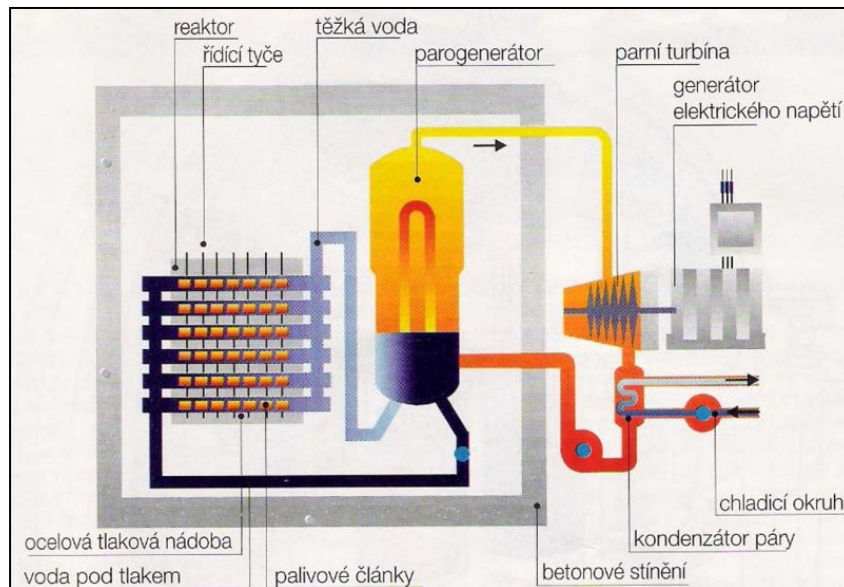 reaktor
těžká voda
řídící tyče
parogenerátor
parní turbína
generátor
elektrického napětí
ocelová tlaková nádoba
voda pod tlakem
palivové články
betonové stínění
kondenzátor páry
chladicí okruh